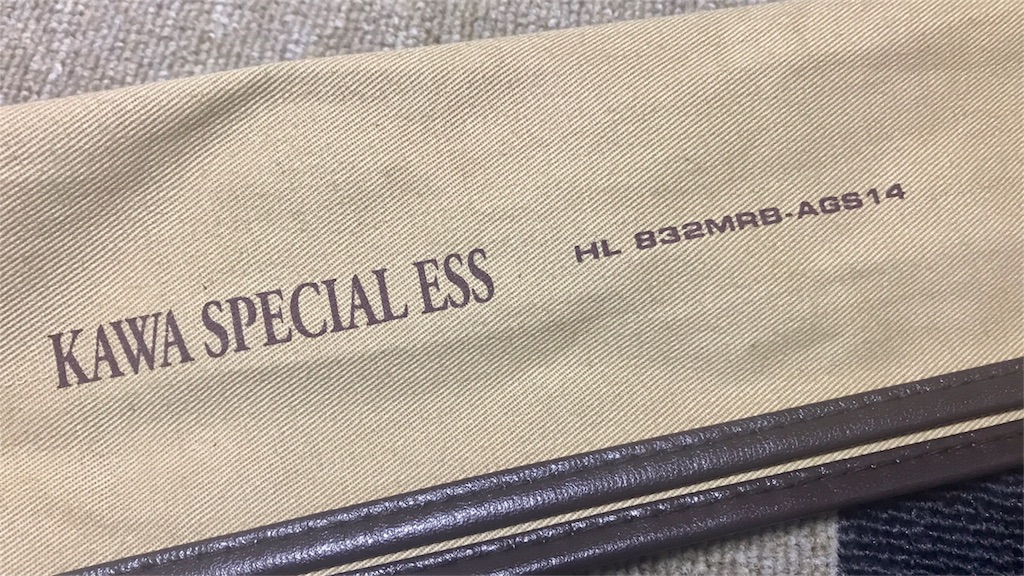 KAWA SPECIAL ESS
HL 832MRB-AGS14